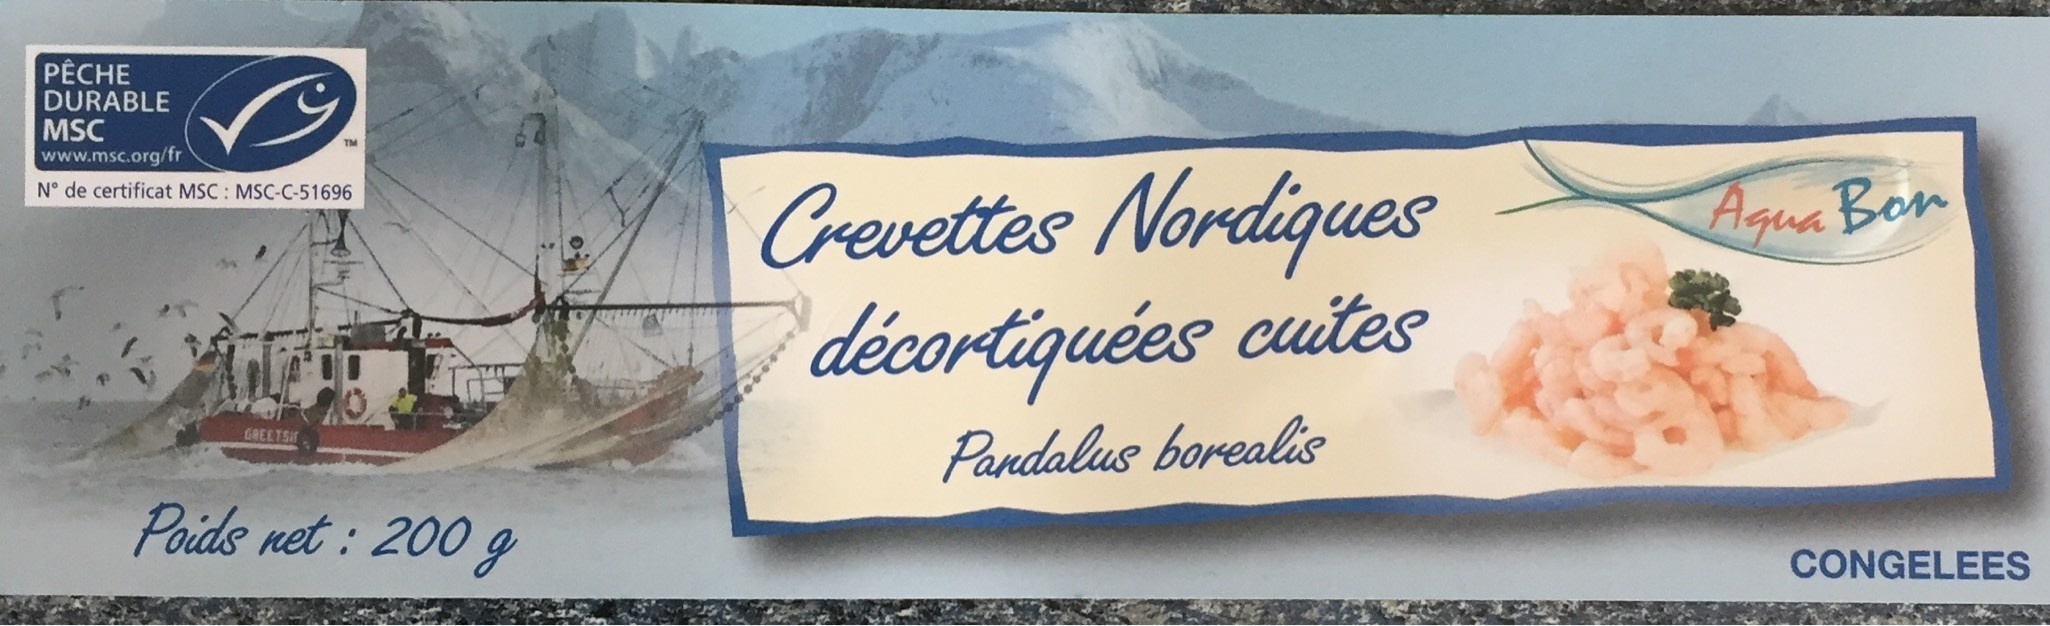 PÊCHE
DURABLE
MSC
www.msc.org/fr
TM
N° de certificat MSC : MSC-C-51696
Crevettes Nordiques
décortiquées cuites
Pandalus borealis
Aqua Bon
Poids net : 200 g
CONGELEES